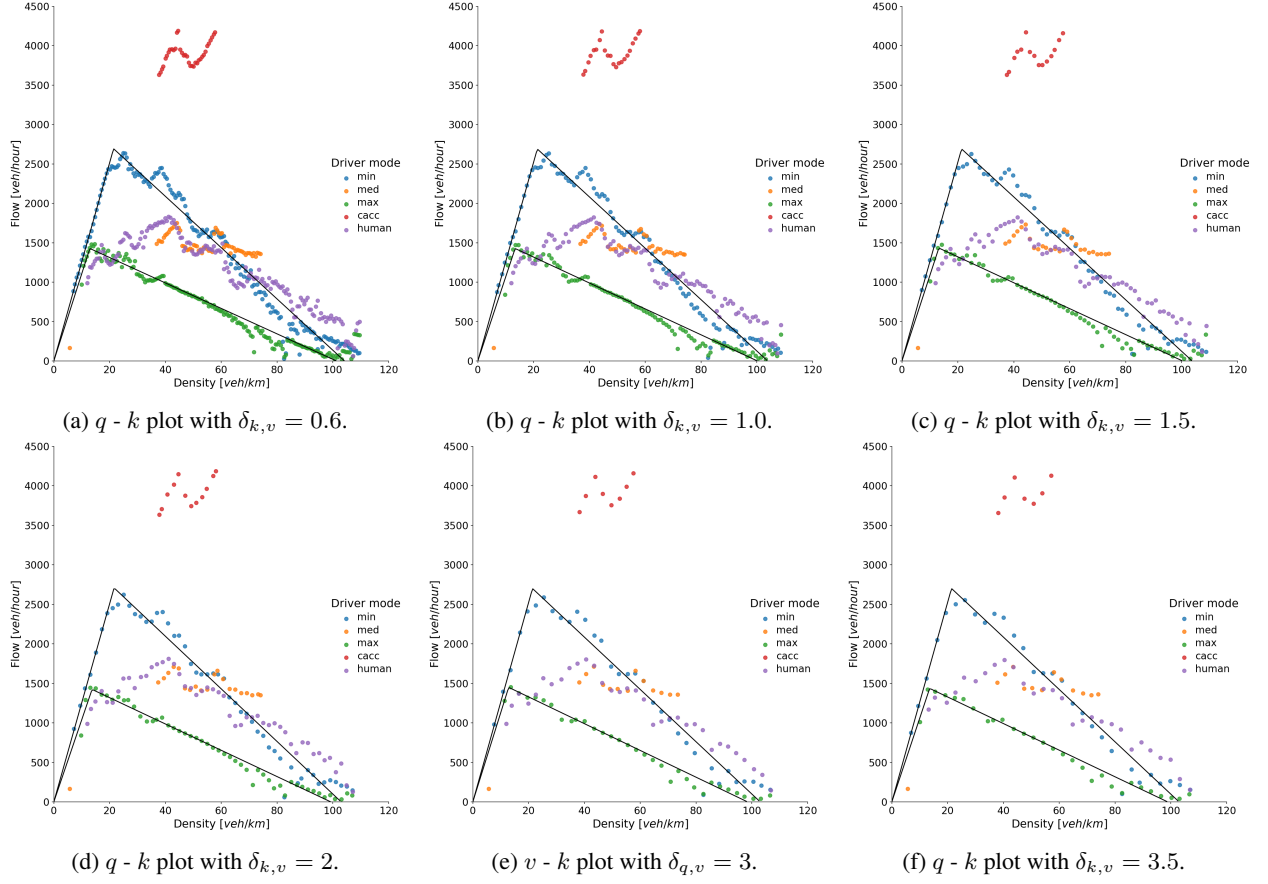 4500
4000
3500
3000
2500
2000
1500
1000
500
0
Flow [veh/hour]
0 20 40 60 80 100 120
Density [veh/km]
Driver mode
min
med
max
cacc
human
(a) q - k plot with δk,v = 0.6.
4500
4000
3500
3000
2500
2000
1500
1000
500
0
Flow [veh/hour]
0 20 40 60 80 100 120
Density [veh/km]
Driver mode
min
med
max
cacc
human
(b) q - k plot with δk,v = 1.0.
4500
4000
3500
3000
2500
2000
1500
1000
500
0
Flow [veh/hour]
0 20 40 60 80 100 120
Density [veh/km]
Driver mode
min
med
max
cacc
human
(c) q - k plot with δk,v = 1.5.
4500
4000
3500
3000
2500
2000
1500
1000
500
0
Flow [veh/hour]
0 20 40 60 80 100 120
Density [veh/km]
Driver mode
min
med
max
cacc
human
(d) q - k plot with δk,v = 2.
4500
4000
3500
3000
2500
2000
1500
1000
500
0
Flow [veh/hour]
0 20 40 60 80 100 120
Density [veh/km]
Driver mode
min
med
max
cacc
human
(e) v - k plot with δq,v = 3.
4500
4000
3500
3000
2500
2000
1500
1000
500
0
Flow [veh/hour]
0 20 40 60 80 100 120
Density [veh/km]
Driver mode
min
med
max
cacc
human
(f) q - k plot with δk,v = 3.5.